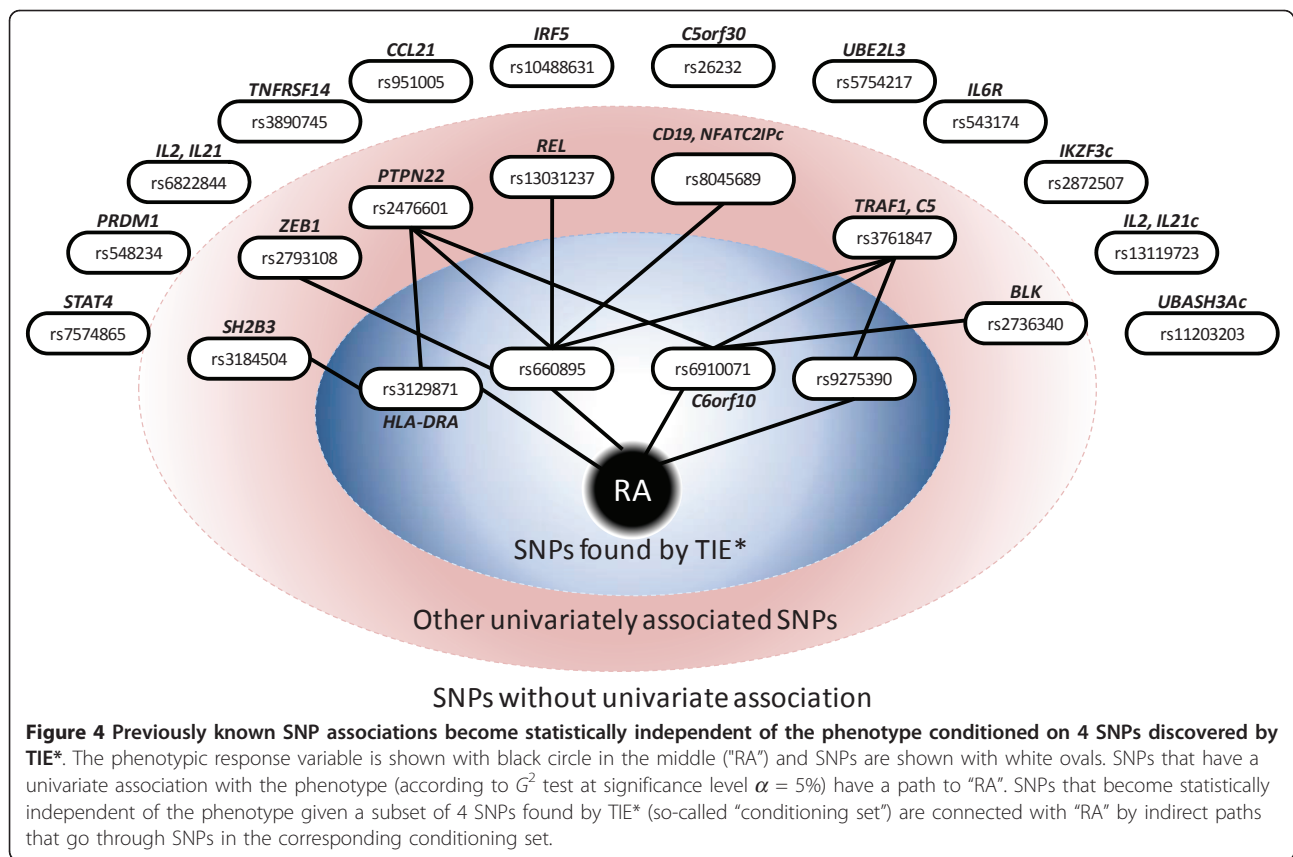 IRF5
rs10488631
C5orf30
rs26232
CCL21
rs951005
UBE2L3
rs5754217
TNFRSF14
rs3890745
IL6R
rs543174
IL2, IL21
rs6822844
PTPN22
rs2476601
REL
rs13031237
CD19, NFATC2IPc
rs8045689
IKZF3c
rs2872507
PRDM1
rs548234
ZEB1
rs2793108
TRAF1, C5
rs3761847
IL2, IL21c
rs13119723
STAT4
rs7574865
SH2B3
rs3184504
BLK
rs2736340
UBASH3Ac
rs11203203
rs3129871
HLA-DRA
rs660895
rs6910071
C6orf10
rs9275390
RA
SNPs found by TIE*
Other univariately associated SNPs
SNPs without univariate association
Figure 4 Previously known SNP associations become statistically independent of the phenotype conditioned on 4 SNPs discovered by
TIE*. The phenotypic response variable is shown with black circle in the middle ("RA") and SNPs are shown with white ovals. SNPs that have a
univariate association with the phenotype (according to G² test at significance level α = 5%) have a path to "RA". SNPs that become statistically
independent of the phenotype given a subset of 4 SNPs found by TIE* (so-called "conditioning set") are connected with "RA" by indirect paths
that go through SNPs in the corresponding conditioning set.